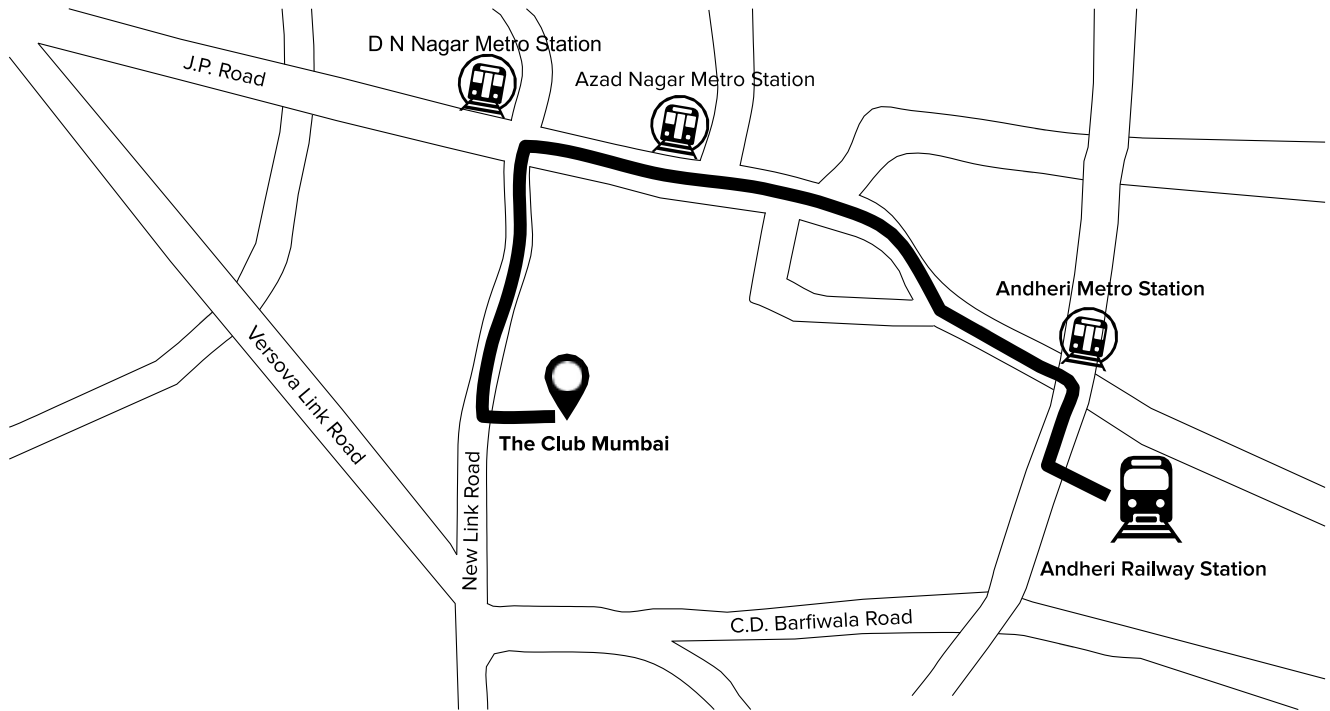 D N Nagar Metro Station
J.P. Road
Azad Nagar Metro Station
Andheri Metro Station
Versova Link Road
The Club Mumbai
New Link Road
Andheri Railway Station
C.D. Barfiwala Road